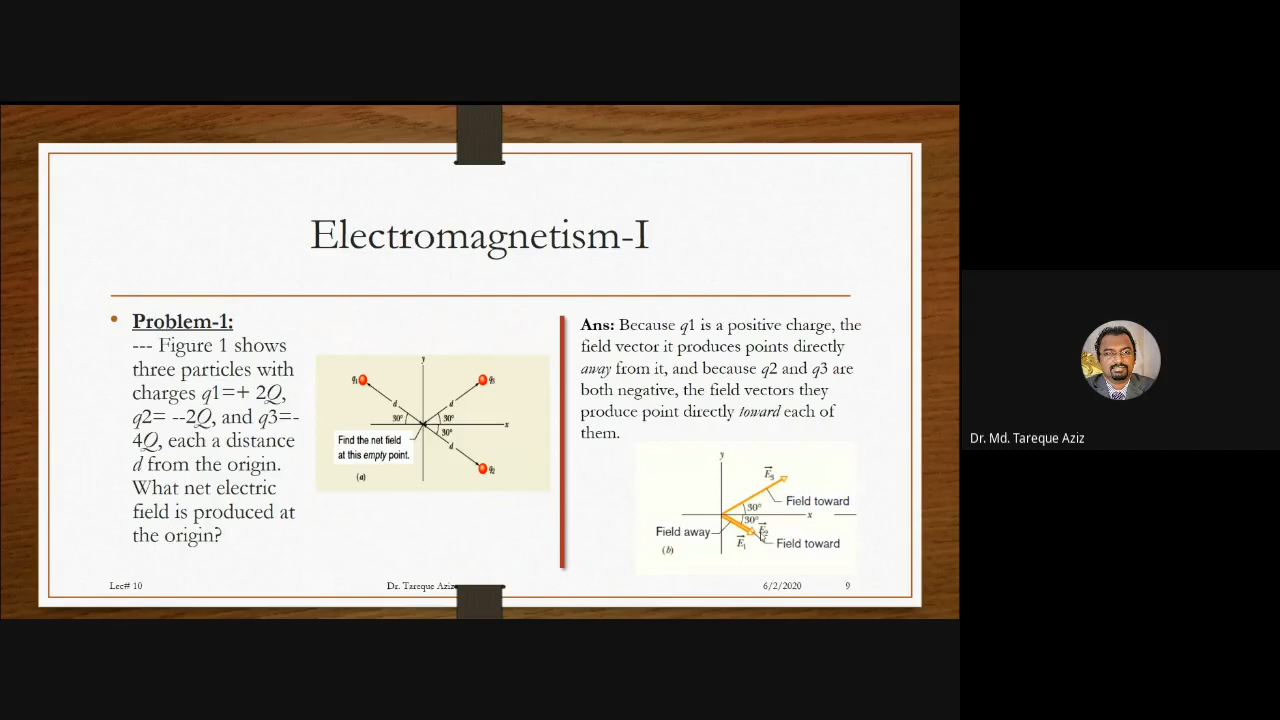 Electromagnetism-I
• Problem-1:
--- Figure 1 shows
three particles with
charges q1=+ 2Q,
q2= --2Q, and q3=-
4Q, each a distance
d from the origin.
What net electric
field is produced at
the origin?
y
q1
q3
d
d
30°
30°
x
30°
d
Find the net field
at this empty point.
q2
(a)
Ans: Because q1 is a positive charge, the
field vector it produces points directly
away from it, and because q2 and q3 are
both negative, the field vectors they
produce point directly toward each of
them.
y
E3
Field toward
30°
x
30°
Field away
E1
Field toward
(b)
Lec# 10
Dr. Tareque Aziz
6/2/2020
9
Dr. Md. Tareque Aziz